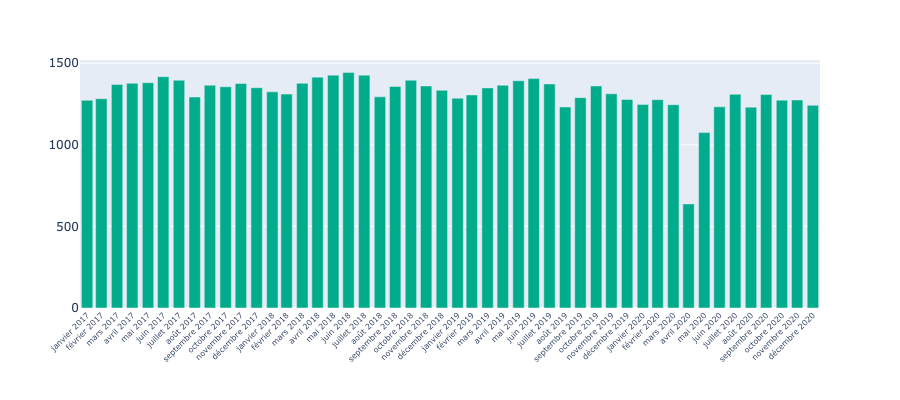 1500
1000
500
0
janvier 2017
février 2017
mars 2017
avril 2017
mai 2017
juin 2017
juillet 2017
août 2017
septembre 2017
octobre 2017
novembre 2017
décembre 2017
janvier 2018
février 2018
mars 2018
avril 2018
mai 2018
juin 2018
juillet 2018
août 2018
septembre 2018
octobre 2018
novembre 2018
décembre 2018
janvier 2019
février 2019
mars 2019
avril 2019
mai 2019
juin 2019
juillet 2019
août 2019
septembre 2019
octobre 2019
novembre 2019
décembre 2019
janvier 2020
février 2020
mars 2020
avril 2020
mai 2020
juin 2020
juillet 2020
août 2020
septembre 2020
octobre 2020
novembre 2020
décembre 2020